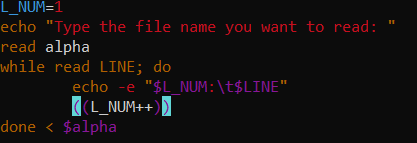 L_NUM=1
echo "Type the file name you want to read: "
read alpha
while read LINE; do
        echo -e "$L_NUM:\t$LINE"
        ((L_NUM++))
done < $alpha